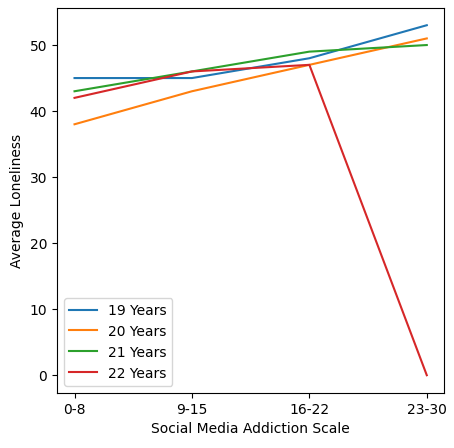 50
40
30
20
10
0
Average Loneliness
19 Years
20 Years
21 Years
22 Years
0-8 9-15 16-22 23-30
Social Media Addiction Scale